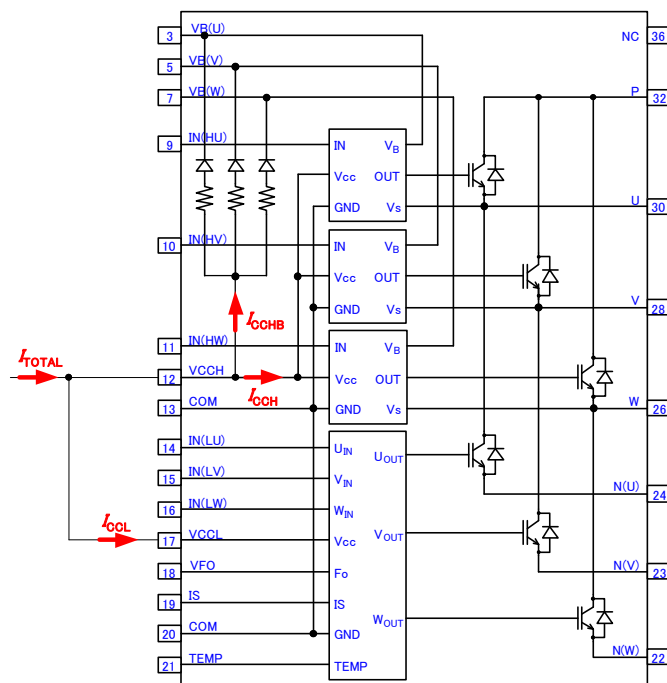 VB(U)
3
NC
36
VB(V)
5
VB(W)
7
P
32
IN(HU)
9
IN
VB
Vcc
OUT
GND
Vs
U
30
IN(HV)
10
IN
VB
Vcc
OUT
GND
Vs
V
28
ICCHB
IN(HW)
11
IN
VB
ITOTAL
VCCH
12
ICCH
Vcc
OUT
COM
13
GND
Vs
W
26
IN(LU)
14
UIN
UOUT
IN(LV)
15
VIN
N(U)
24
IN(LW)
16
WIN
ICCL
VCCL
17
Vcc
VOUT
VFO
18
Fo
N(V)
23
IS
19
IS
WOUT
COM
20
GND
TEMP
21
TEMP
N(W)
22